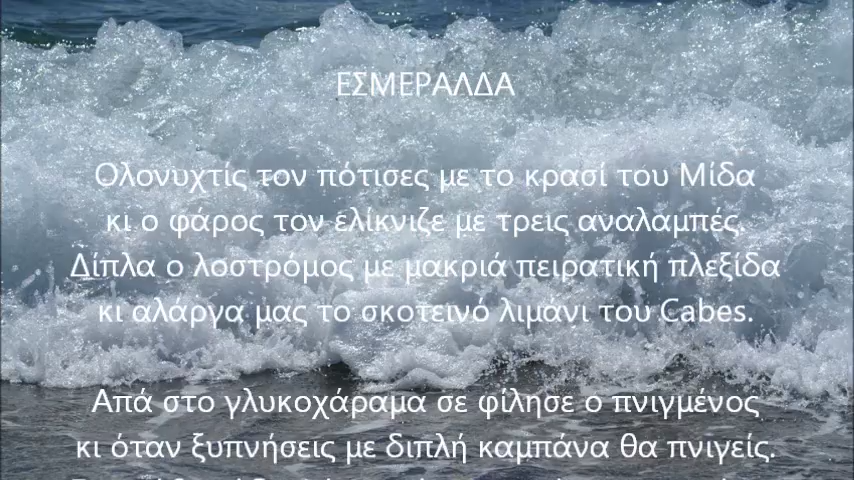 ΕΣΜΕΡΑΛΔΑ
Ολονυχτίς τον πότισες με το κρασί του Μίδα
κι ο φάρος τον ελίκνιζε με τρεις αναλαμπές.
Δίπλα ο λοστρόμος με μακριά πειρατική πλεξίδα
κι αλάργα μας το σκοτεινό λιμάνι του Cabes.
Απά στο γλυκοχάραμα σε φίλησε ο πνιγμένος
κι όταν ξυπνήσεις με διπλή καμπάνα θα πνιγείς.